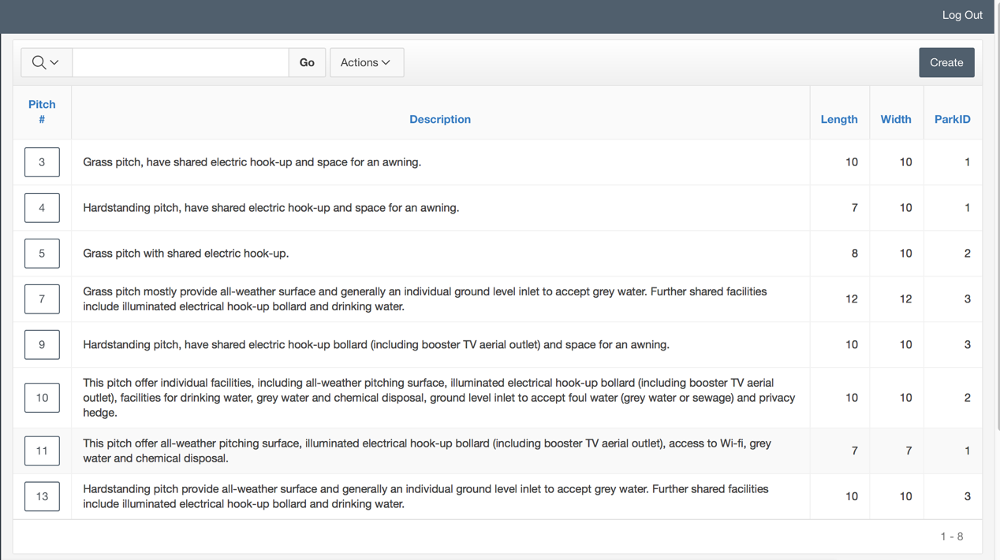 Log Out
Go
Actions
Create
Pitch
#
Description
Length
Width
ParkID
3
Grass pitch, have shared electric hook-up and space for an awning.
10
10
1
4
Hardstanding pitch, have shared electric hook-up and space for an awning.
7
10
1
5
Grass pitch with shared electric hook-up.
8
10
2
7
Grass pitch mostly provide all-weather surface and generally an individual ground level inlet to accept grey water. Further shared facilities
include illuminated electrical hook-up bollard and drinking water.
12
12
3
9
Hardstanding pitch, have shared electric hook-up bollard (including booster TV aerial outlet) and space for an awning.
10
10
3
10
This pitch offer individual facilities, including all-weather pitching surface, illuminated electrical hook-up bollard (including booster TV aerial
outlet), facilities for drinking water, grey water and chemical disposal, ground level inlet to accept foul water (grey water or sewage) and privacy
hedge.
10
10
2
11
This pitch offer all-weather pitching surface, illuminated electrical hook-up bollard (including booster TV aerial outlet), access to Wi-fi, grey
water and chemical disposal.
7
7
1
13
Hardstanding pitch provide all-weather surface and generally an individual ground level inlet to accept grey water. Further shared facilities
include illuminated electrical hook-up bollard and drinking water.
10
10
3
1 - 8